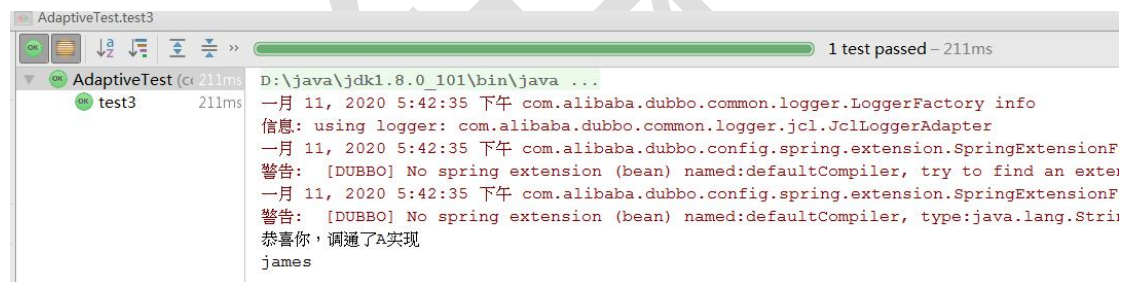 AdaptiveTest.test3
1 test passed – 211ms
AdaptiveTest (co 211ms
test3 211ms
D:\java\jdk1.8.0_101\bin\java ...
一月 11, 2020 5:42:35 下午 com.alibaba.dubbo.common.logger.LoggerFactory info
信息: using logger: com.alibaba.dubbo.common.logger.jcl.JclLoggerAdapter
一月 11, 2020 5:42:35 下午 com.alibaba.dubbo.config.spring.extension.SpringExtensionF
警告: [DUBBO] No spring extension (bean) named:defaultCompiler, try to find an exten
一月 11, 2020 5:42:35 下午 com.alibaba.dubbo.config.spring.extension.SpringExtensionF
警告: [DUBBO] No spring extension (bean) named:defaultCompiler, type:java.lang.Strin
恭喜你，调通了A实现
james